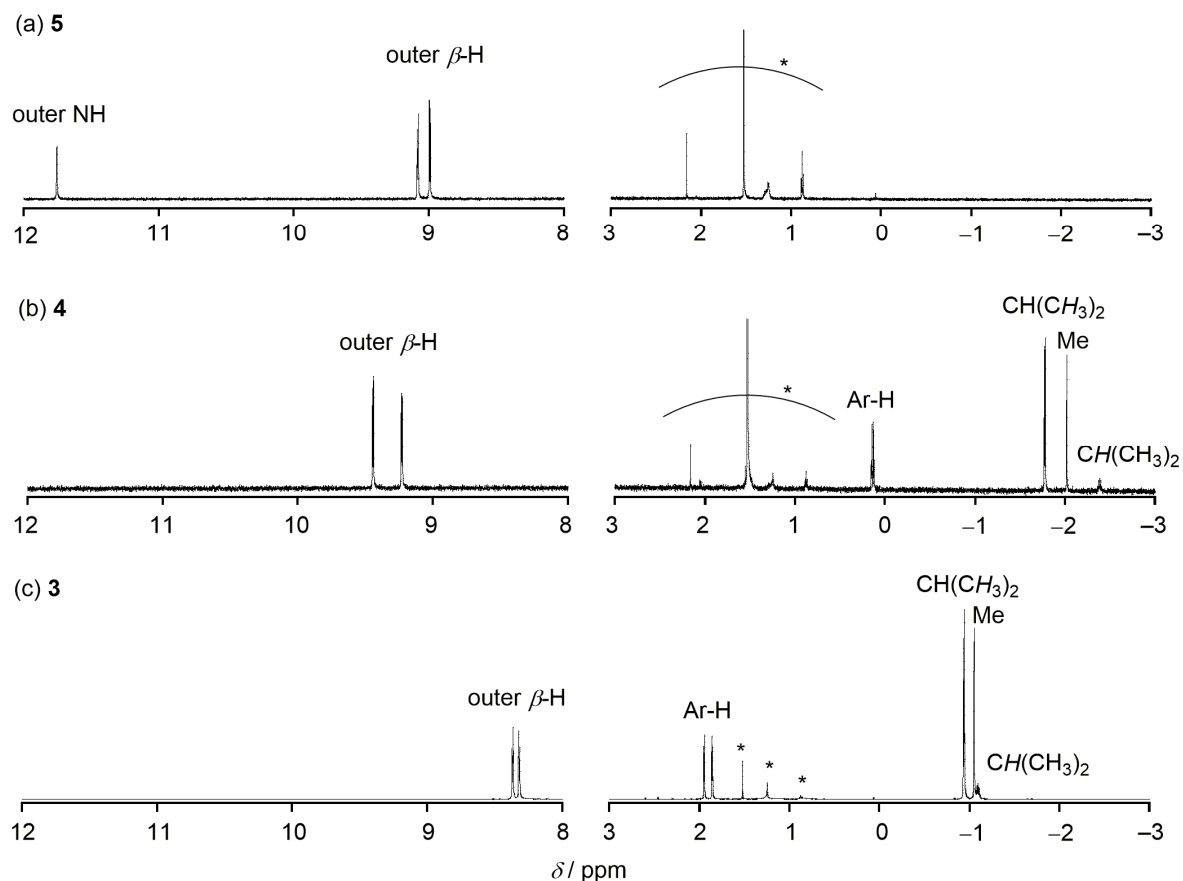 (a) 5
outer β-H
*
outer NH
12 11 10 9 8 3 2 1 0 –1 –2 –3
(b) 4
CH(CH3)2
outer β-H
Me
*
Ar-H
CH(CH3)2
12 11 10 9 8 3 2 1 0 –1 –2 –3
(c) 3
CH(CH3)2
Me
outer β-H
Ar-H
* * *
CH(CH3)2
12 11 10 9 8 3 2 1 0 –1 –2 –3
δ / ppm